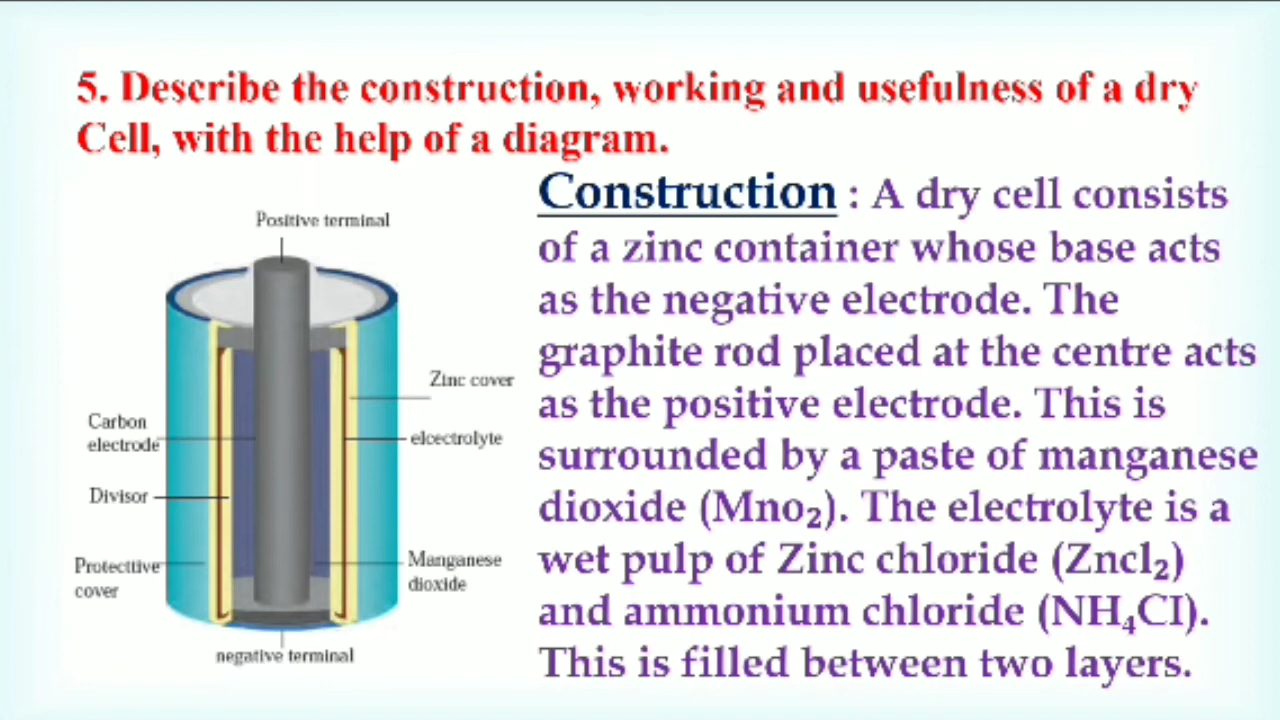 5. Describe the construction, working and usefulness of a dry
Cell, with the help of a diagram.
Construction : A dry cell consists
of a zinc container whose base acts
as the negative electrode. The
graphite rod placed at the centre acts
as the positive electrode. This is
surrounded by a paste of manganese
dioxide (Mno₂). The electrolyte is a
wet pulp of Zinc chloride (Zncl₂)
and ammonium chloride (NH₄CI).
This is filled between two layers.
Positive terminal
Zinc cover
Carbon
electrode
elcectrolyte
Divisor
Protecttive
cover
Manganese
dioxide
negative terminal